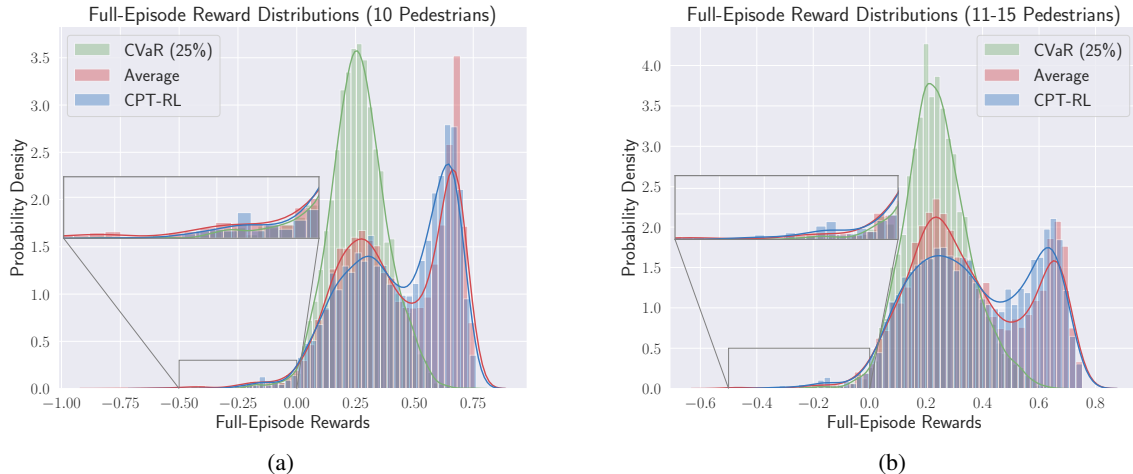 Full-Episode Reward Distributions (10 Pedestrians)
CVaR (25%)
Average
CPT-RL
Probability Density
3.5
3.0
2.5
2.0
1.5
1.0
0.5
0.0
−1.00 −0.75 −0.50 −0.25 0.00 0.25 0.50 0.75
Full-Episode Rewards
(a)
Full-Episode Reward Distributions (11-15 Pedestrians)
CVaR (25%)
Average
CPT-RL
Probability Density
4.0
3.5
3.0
2.5
2.0
1.5
1.0
0.5
0.0
−0.6 −0.4 −0.2 0.0 0.2 0.4 0.6 0.8
Full-Episode Rewards
(b)